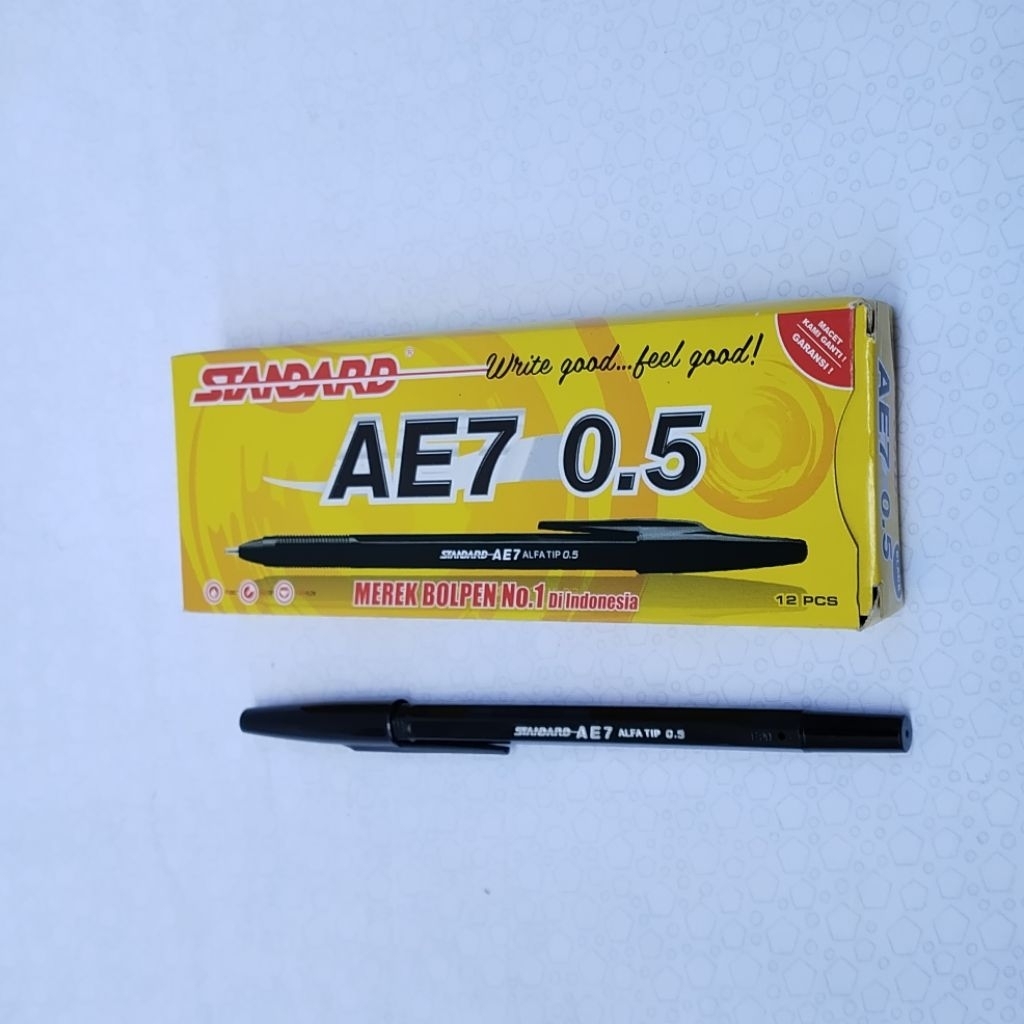 STANDARD®
Write good...feel good!
MACET
KAMI GANTI!
GARANSI!
AE7 0.5
STANDARD AE7 ALFA TIP 0.5
MEREK BOLPEN No.1 Di Indonesia
12 PCS
AE7 0.5
STANDARD AE7 ALFA TIP 0.5